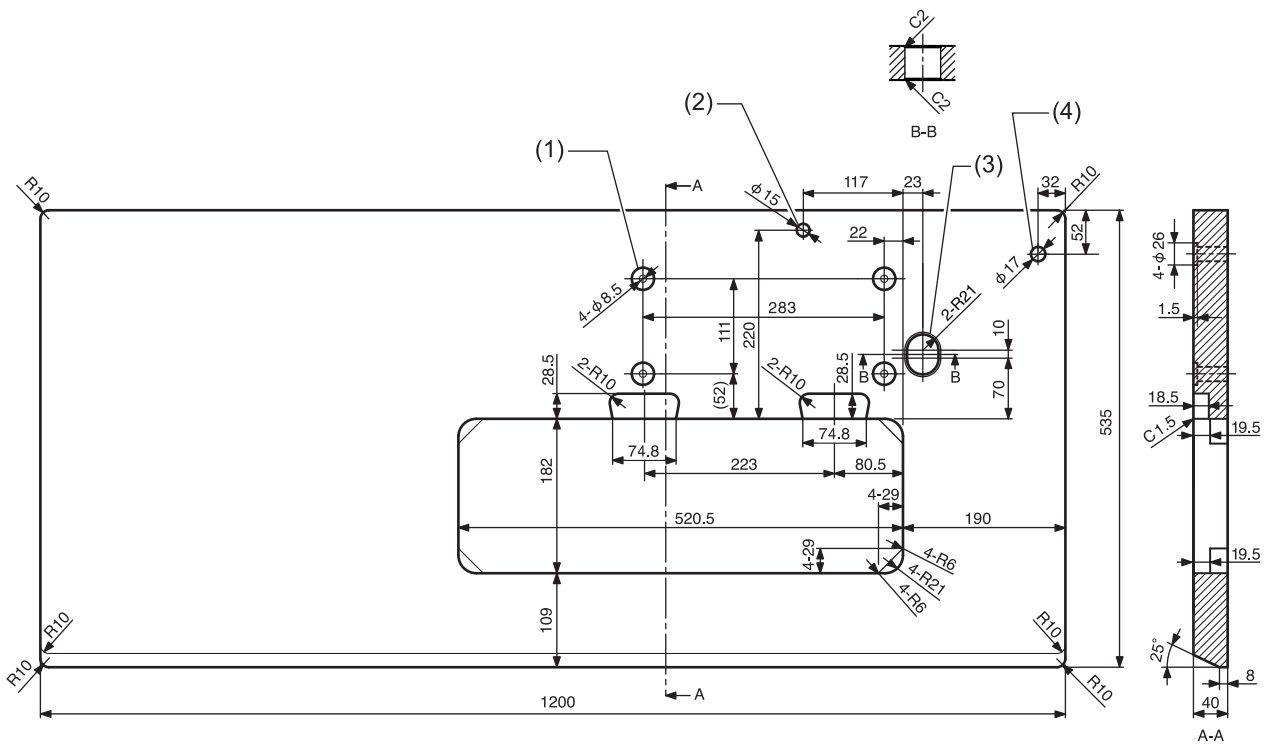 C2
C2
B-B
(2)
(4)
(1)
(3)
R10
A
φ15
117
23
32
R10
52
22
4-φ26
4-φ8.5
φ17
283
2-R21
10
1.5
111
220
28.5
2-R10
(52)
2-R10
28.5
B
B
70
18.5
535
C1.5
19.5
74.8
74.8
182
223
80.5
4-29
520.5
190
4-29
4-R6
4-R21
4-R6
19.5
109
R10
R10
R10
R10
25°
A
8
1200
40
A-A